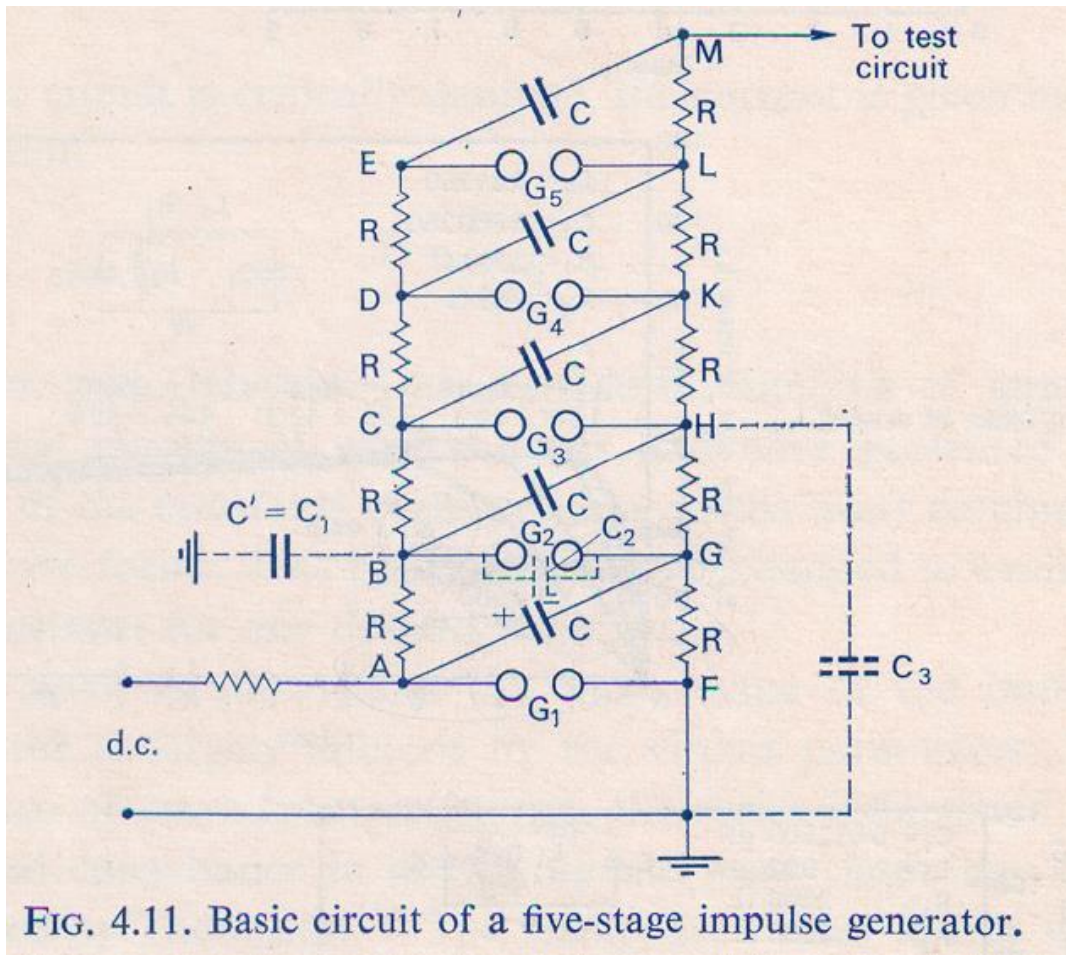 M
To test
circuit
C
R
E
G5
L
R
C
R
D
G4
K
R
C
R
C
G3
H
R
C
R
C' = C1
G2
C2
B
G
R
+
−
C
R
A
G1
F
C3
d.c.
FIG. 4.11. Basic circuit of a five-stage impulse generator.